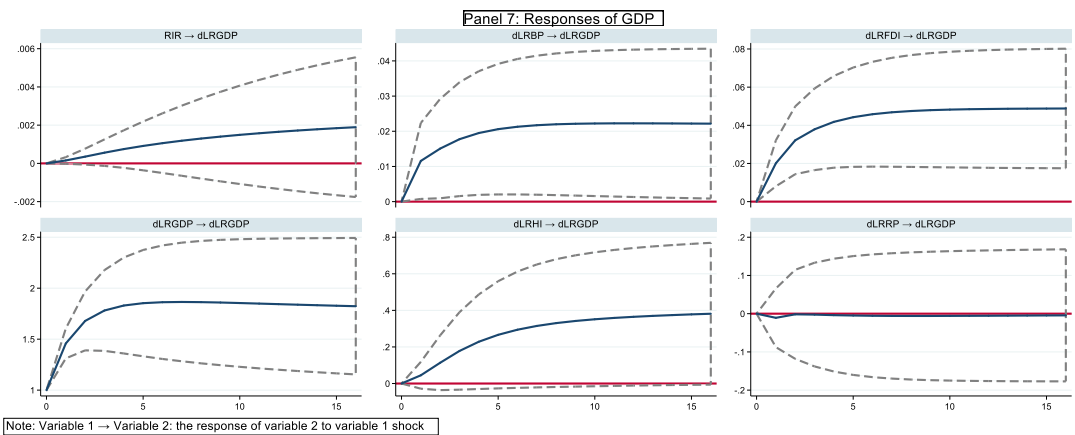 Panel 7: Responses of GDP
RIR → dLRGDP
dLRBP → dLRGDP
dLRFDI → dLRGDP
.006
.004
.002
0
-.002
.04
.03
.02
.01
0
.08
.06
.04
.02
0
dLRGDP → dLRGDP
dLRHI → dLRGDP
dLRRP → dLRGDP
2.5
2
1.5
1
.8
.6
.4
.2
0
.2
.1
0
-.1
-.2
0 5 10 15
0 5 10 15
0 5 10 15
Note: Variable 1 → Variable 2: the response of variable 2 to variable 1 shock